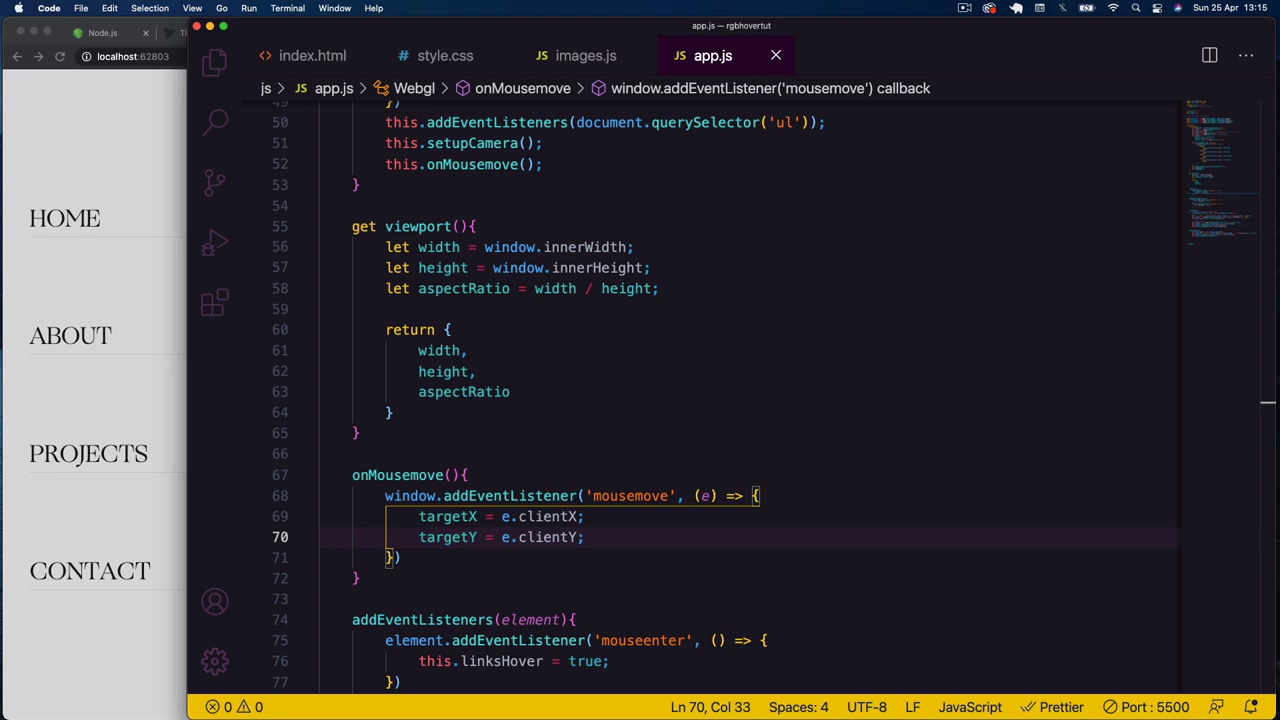 Code File Edit Selection View Go Run Terminal Window Help Sun 25 Apr 13:15
app.js — rgbhovertut
Node.js
localhost:62803
index.html style.css JS images.js JS app.js
js > JS app.js > Webgl > onMousemove > window.addEventListener('mousemove') callback
49 })
50 this.addEventListeners(document.querySelector('ul'));
51 this.setupCamera();
52 this.onMousemove();
53 }
54
55 get viewport(){
56 let width = window.innerWidth;
57 let height = window.innerHeight;
58 let aspectRatio = width / height;
59
60 return {
61 width,
62 height,
63 aspectRatio
64 }
65 }
66
67 onMousemove(){
68 window.addEventListener('mousemove', (e) => {
69 targetX = e.clientX;
70 targetY = e.clientY;
71 })
72 }
73
74 addEventListeners(element){
75 element.addEventListener('mouseenter', () => {
76 this.linksHover = true;
77 })
HOME
ABOUT
PROJECTS
CONTACT
0 0 Ln 70, Col 33 Spaces: 4 UTF-8 LF JavaScript Prettier Port : 5500